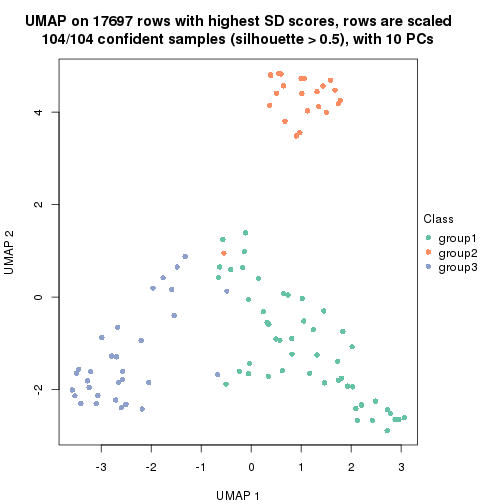 UMAP on 17697 rows with highest SD scores, rows are scaled
104/104 confident samples (silhouette > 0.5), with 10 PCs
4
2
0
-2
UMAP 2
-3
-2
-1
0
1
2
3
UMAP 1
Class
group1
group2
group3